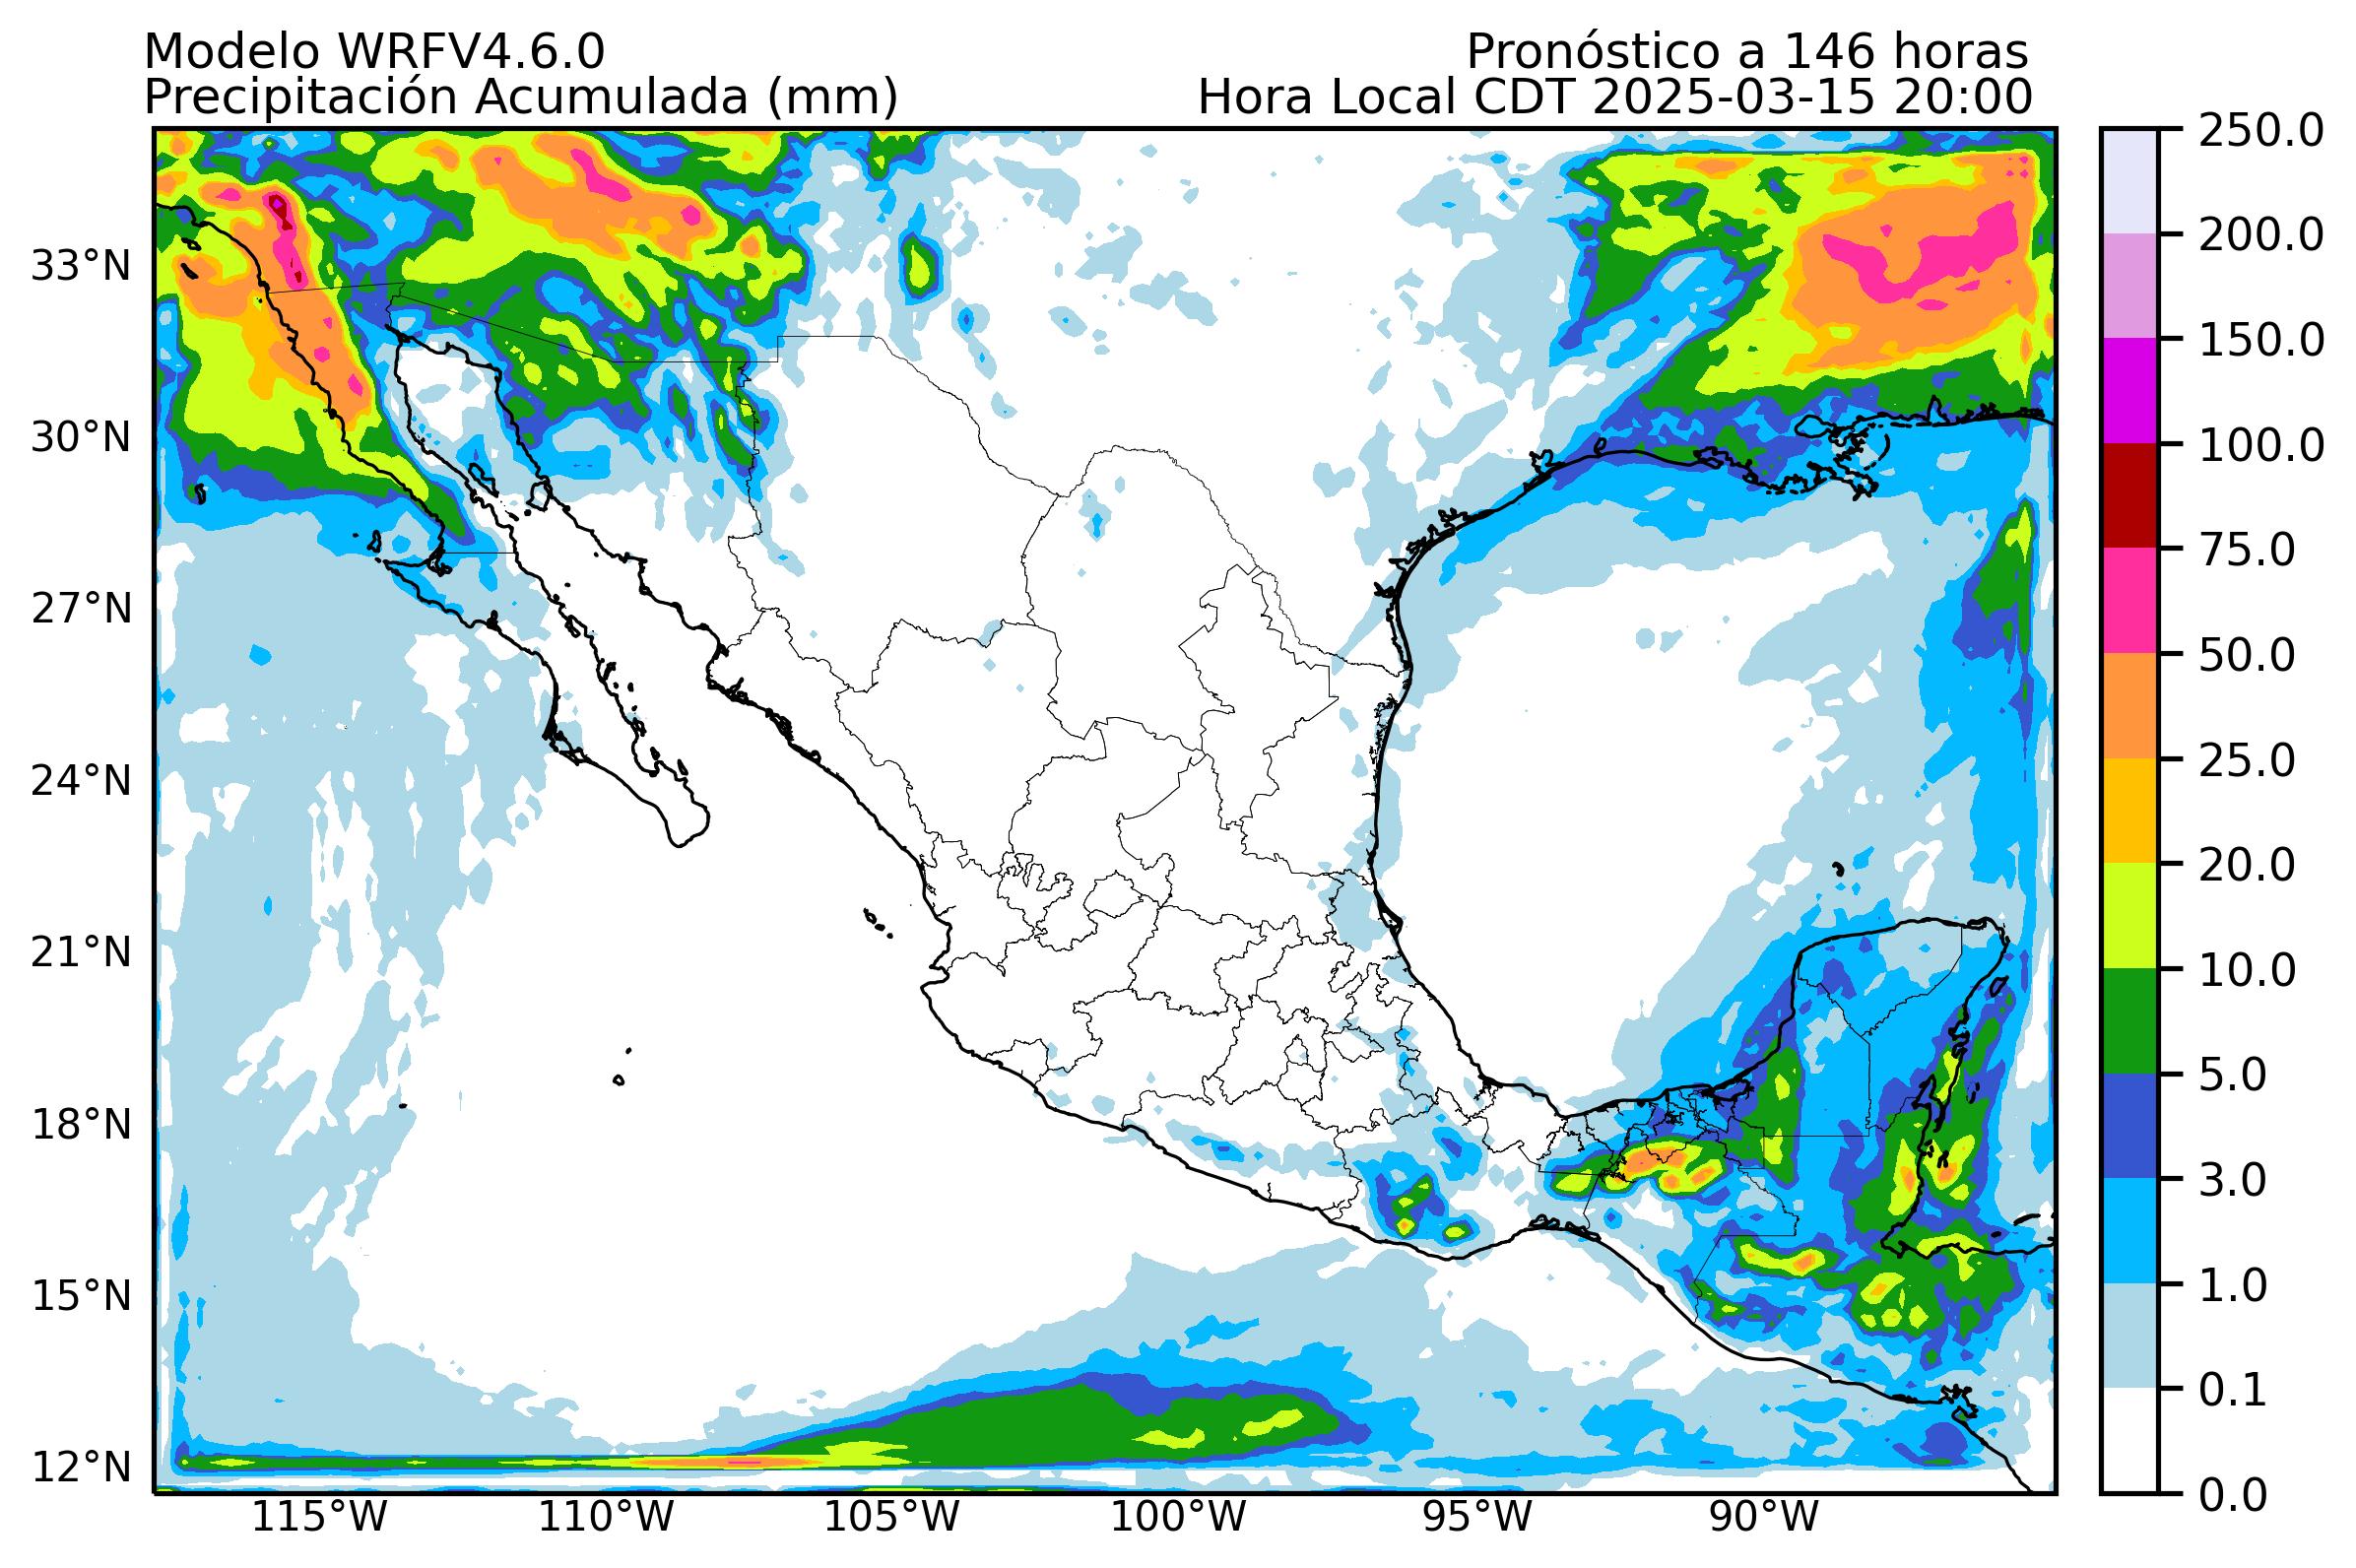 Modelo WRFV4.6.0
Pronóstico a 146 horas
Precipitación Acumulada (mm)
Hora Local CDT 2025-03-15 20:00
250.0
200.0
150.0
100.0
75.0
50.0
25.0
20.0
10.0
5.0
3.0
1.0
0.1
0.0
33°N
30°N
27°N
24°N
21°N
18°N
15°N
12°N
115°W
110°W
105°W
100°W
95°W
90°W